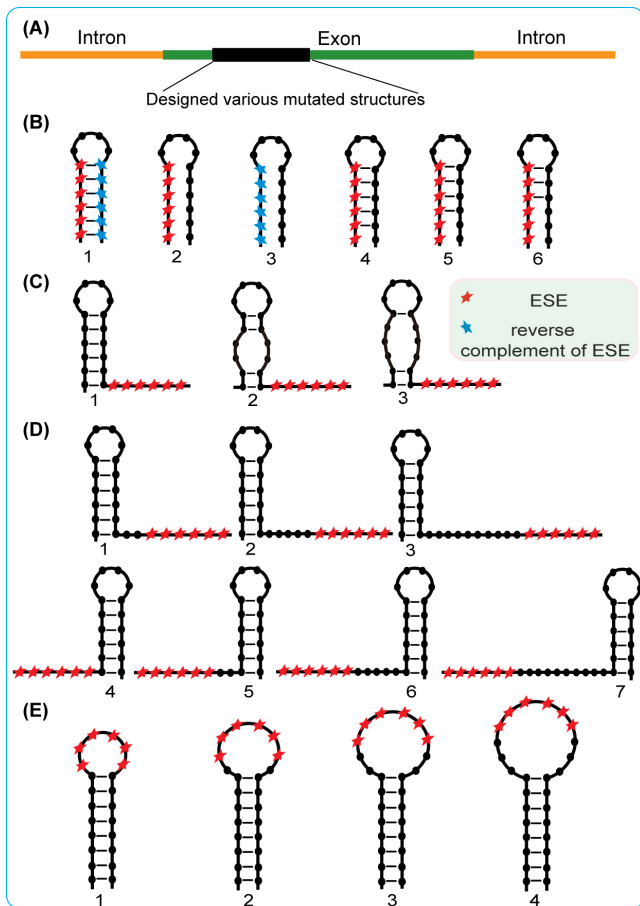 (A)
Intron Exon Intron
Designed various mutated structures
(B)
1 2 3 4 5 6
(C)
ESE
reverse
complement of ESE
1 2 3
(D)
1 2 3
4 5 6 7
(E)
1 2 3 4